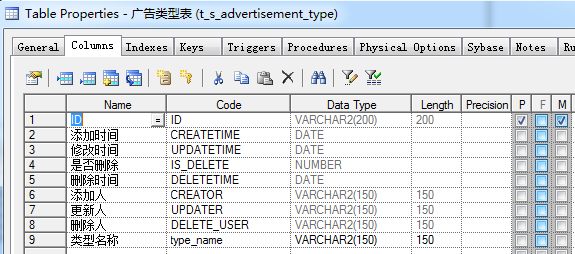 Table Properties - 广告类型表 (t_s_advertisement_type)
General Columns Indexes Keys Triggers Procedures Physical Options Sybase Notes
Name Code Data Type Length Precision P F M
1 ID = ID VARCHAR2(200) 200
2 添加时间 CREATETIME DATE
3 修改时间 UPDATETIME DATE
4 是否删除 IS_DELETE NUMBER
5 删除时间 DELETETIME DATE
6 添加人 CREATOR VARCHAR2(150) 150
7 更新人 UPDATER VARCHAR2(150) 150
8 删除人 DELETE_USER VARCHAR2(150) 150
9 类型名称 type_name VARCHAR2(150) 150